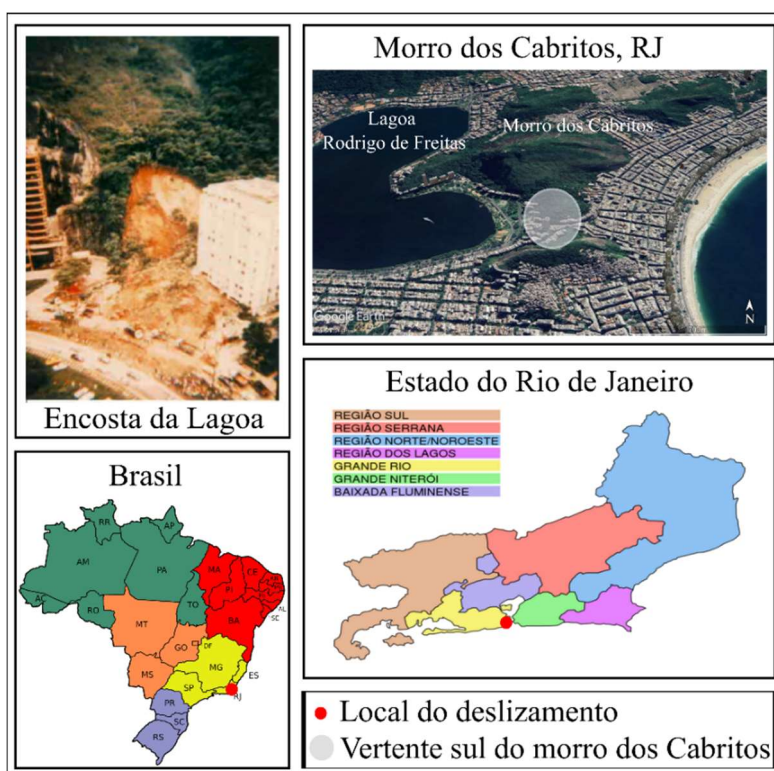 Encosta da Lagoa
Morro dos Cabritos, RJ
Lagoa
Rodrigo de Freitas
Morro dos Cabritos
Google Earth
N
Brasil
RR
AP
AM
PA
MA
CE
PI
AC
RO
TO
AL
SC
BA
MT
DF
GO
MG
ES
MS
SP
RJ
PR
SC
RS
Estado do Rio de Janeiro
REGIÃO SUL
REGIÃO SERRANA
REGIÃO NORTE/NOROESTE
REGIÃO DOS LAGOS
GRANDE RIO
GRANDE NITERÓI
BAIXADA FLUMINENSE
Local do deslizamento
Vertente sul do morro dos Cabritos